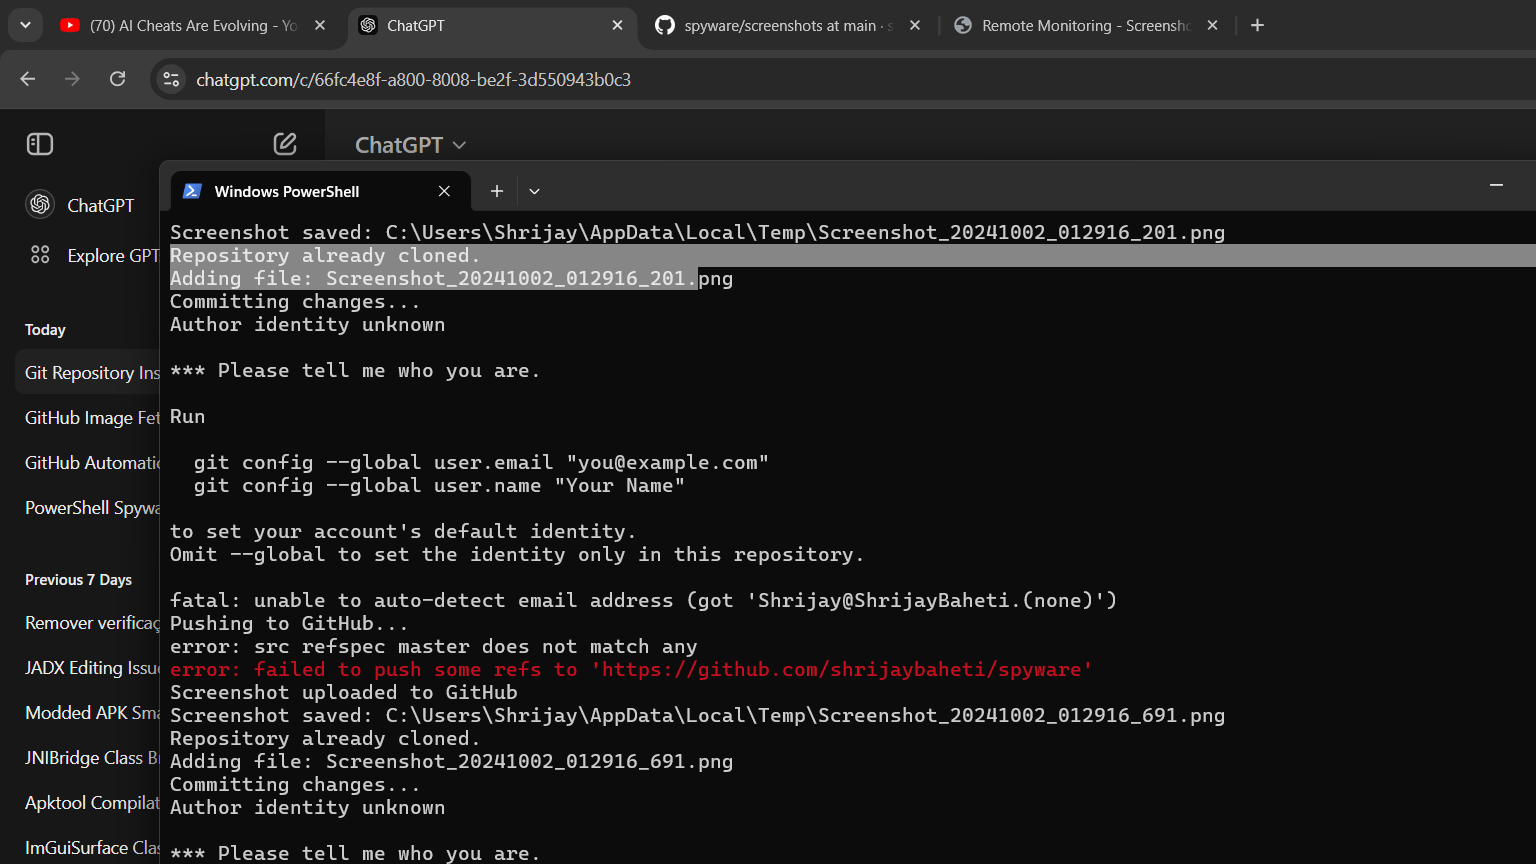 (70) AI Cheats Are Evolving - Yo
ChatGPT
spyware/screenshots at main · s
Remote Monitoring - Screensho
chatgpt.com/c/66fc4e8f-a800-8008-be2f-3d550943b0c3
ChatGPT
ChatGPT
Explore GPT
Today
Git Repository Ins
GitHub Image Fet
GitHub Automatic
PowerShell Spywa
Previous 7 Days
Remover verificaç
JADX Editing Issue
Modded APK Sma
JNIBridge Class B
Apktool Compilat
ImGuiSurface Clas
Windows PowerShell
Screenshot saved: C:\Users\Shrijay\AppData\Local\Temp\Screenshot_20241002_012916_201.png
Repository already cloned.
Adding file: Screenshot_20241002_012916_201.png
Committing changes...
Author identity unknown
*** Please tell me who you are.
Run
git config --global user.email "you@example.com"
git config --global user.name "Your Name"
to set your account's default identity.
Omit --global to set the identity only in this repository.
fatal: unable to auto-detect email address (got 'Shrijay@ShrijayBaheti.(none)')
Pushing to GitHub...
error: src refspec master does not match any
error: failed to push some refs to 'https://github.com/shrijaybaheti/spyware'
Screenshot uploaded to GitHub
Screenshot saved: C:\Users\Shrijay\AppData\Local\Temp\Screenshot_20241002_012916_691.png
Repository already cloned.
Adding file: Screenshot_20241002_012916_691.png
Committing changes...
Author identity unknown
*** Please tell me who you are.